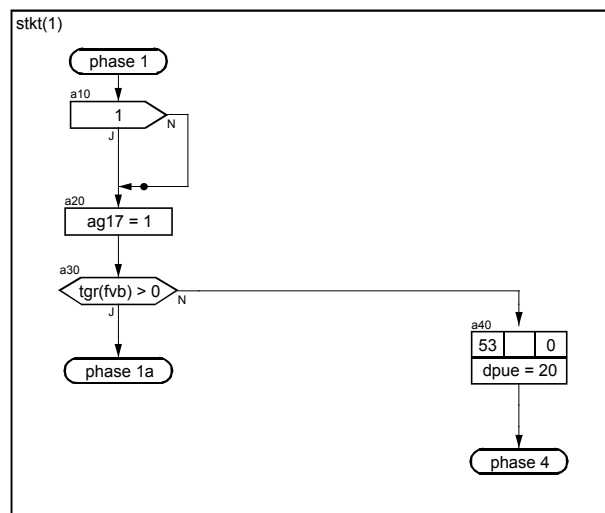 stkt(1)
phase 1
a10
1
N
J
a20
ag17 = 1
a30
tgr(fvb) > 0
N
J
a40
53 0
dpue = 20
phase 1a
phase 4